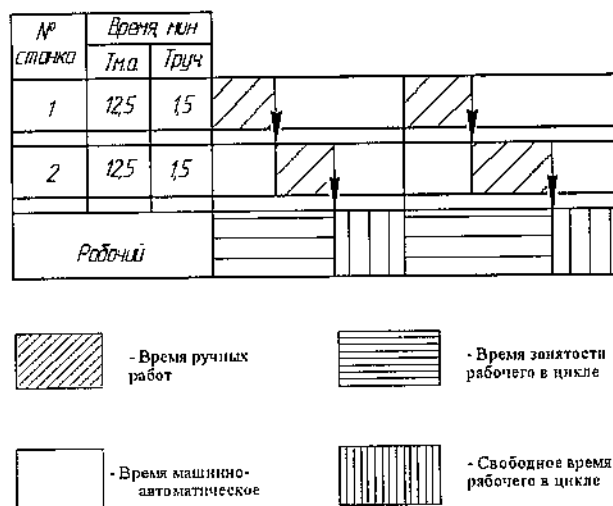 № станка
Время, мин
Тм.а. Труч.
1 12,5 1,5
2 12,5 1,5
Рабочий
- Время ручных
работ
- Время занятости
рабочего в цикле
- Время машинно-
автоматическое
- Свободное время
рабочего в цикле